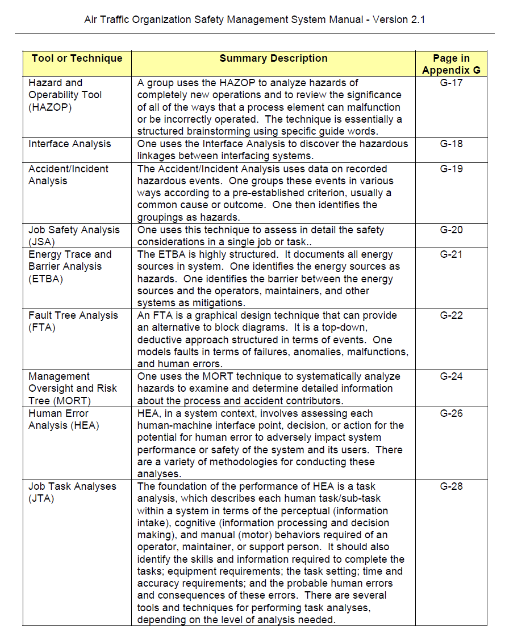 Air Traffic Organization Safety Management System Manual - Version 2.1
Tool or Technique
Summary Description
Page in
Appendix G
Hazard and
Operability Tool
(HAZOP)
A group uses the HAZOP to analyze hazards of
completely new operations and to review the significance
of all of the ways that a process element can malfunction
or be incorrectly operated. The technique is essentially a
structured brainstorming using specific guide words.
G-17
Interface Analysis
One uses the Interface Analysis to discover the hazardous
linkages between interfacing systems.
G-18
Accident/Incident
Analysis
The Accident/Incident Analysis uses data on recorded
hazardous events. One groups these events in various
ways according to a pre-established criterion, usually a
common cause or outcome. One then identifies the
groupings as hazards.
G-19
Job Safety Analysis
(JSA)
One uses this technique to assess in detail the safety
considerations in a single job or task..
G-20
Energy Trace and
Barrier Analysis
(ETBA)
The ETBA is highly structured. It documents all energy
sources in system. One identifies the energy sources as
hazards. One identifies the barrier between the energy
sources and the operators, maintainers, and other
systems as mitigations.
G-21
Fault Tree Analysis
(FTA)
An FTA is a graphical design technique that can provide
an alternative to block diagrams. It is a top-down,
deductive approach structured in terms of events. One
models faults in terms of failures, anomalies, malfunctions,
and human errors.
G-22
Management
Oversight and Risk
Tree (MORT)
One uses the MORT technique to systematically analyze
hazards to examine and determine detailed information
about the process and accident contributors.
G-24
Human Error
Analysis (HEA)
HEA, in a system context, involves assessing each
human-machine interface point, decision, or action for the
potential for human error to adversely impact system
performance or safety of the system and its users. There
are a variety of methodologies for conducting these
analyses.
G-26
Job Task Analyses
(JTA)
The foundation of the performance of HEA is a task
analysis, which describes each human task/sub-task
within a system in terms of the perceptual (information
intake), cognitive (information processing and decision
making), and manual (motor) behaviors required of an
operator, maintainer, or support person. It should also
identify the skills and information required to complete the
tasks; equipment requirements; the task setting; time and
accuracy requirements; and the probable human errors
and consequences of these errors. There are several
tools and techniques for performing task analyses,
depending on the level of analysis needed.
G-28